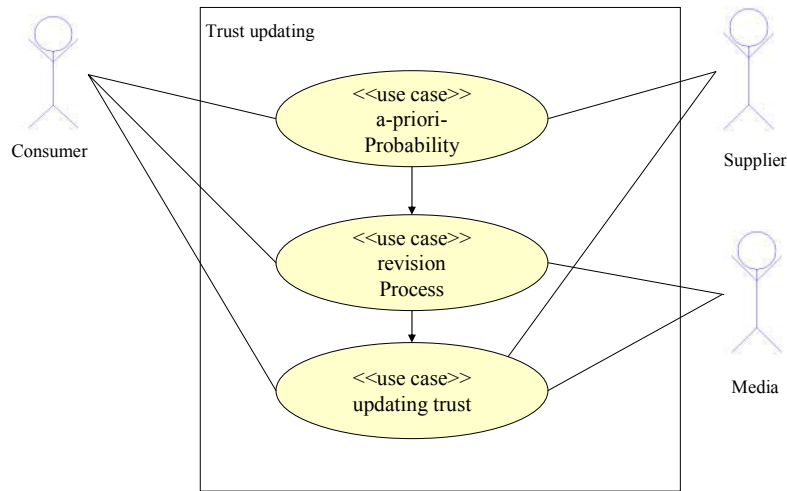 Trust updating
<<use case>>
a-priori-
Probability
Consumer
Supplier
<<use case>>
revision
Process
<<use case>>
updating trust
Media